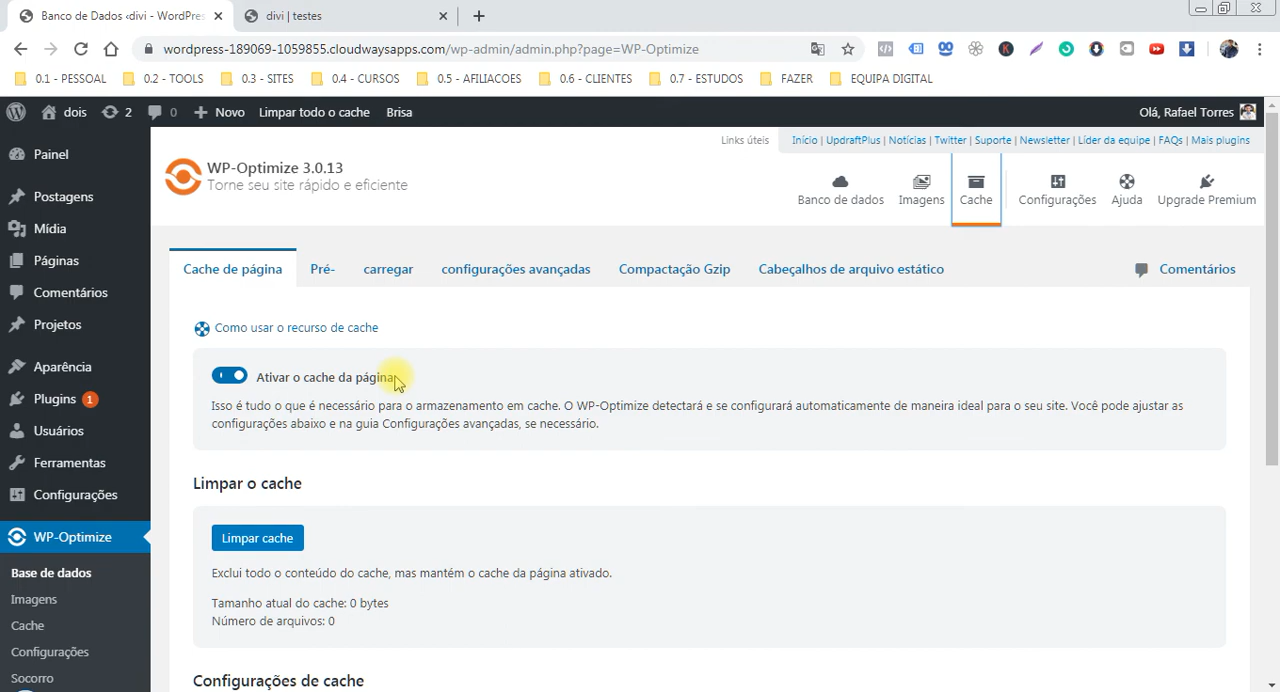 Banco de Dados ‹divi - WordPres
divi | testes
wordpress-189069-1059855.cloudwaysapps.com/wp-admin/admin.php?page=WP-Optimize
0.1 - PESSOAL
0.2 - TOOLS
0.3 - SITES
0.4 - CURSOS
0.5 - AFILIACOES
0.6 - CLIENTES
0.7 - ESTUDOS
FAZER
EQUIPA DIGITAL
dois
2
0
Novo
Limpar todo o cache
Brisa
Olá, Rafael Torres
Painel
Postagens
Mídia
Páginas
Comentários
Projetos
Aparência
Plugins 1
Usuários
Ferramentas
Configurações
WP-Optimize
Base de dados
Imagens
Cache
Configurações
Socorro
Links úteis
Início | UpdraftPlus | Notícias | Twitter | Suporte | Newsletter | Líder da equipe | FAQs | Mais plugins
WP-Optimize 3.0.13
Torne seu site rápido e eficiente
Banco de dados
Imagens
Cache
Configurações
Ajuda
Upgrade Premium
Cache de página
Pré-
carregar
configurações avançadas
Compactação Gzip
Cabeçalhos de arquivo estático
Comentários
Como usar o recurso de cache
Ativar o cache da página
Isso é tudo o que é necessário para o armazenamento em cache. O WP-Optimize detectará e se configurará automaticamente de maneira ideal para o seu site. Você pode ajustar as
configurações abaixo e na guia Configurações avançadas, se necessário.
Limpar o cache
Limpar cache
Exclui todo o conteúdo do cache, mas mantém o cache da página ativado.
Tamanho atual do cache: 0 bytes
Número de arquivos: 0
Configurações de cache